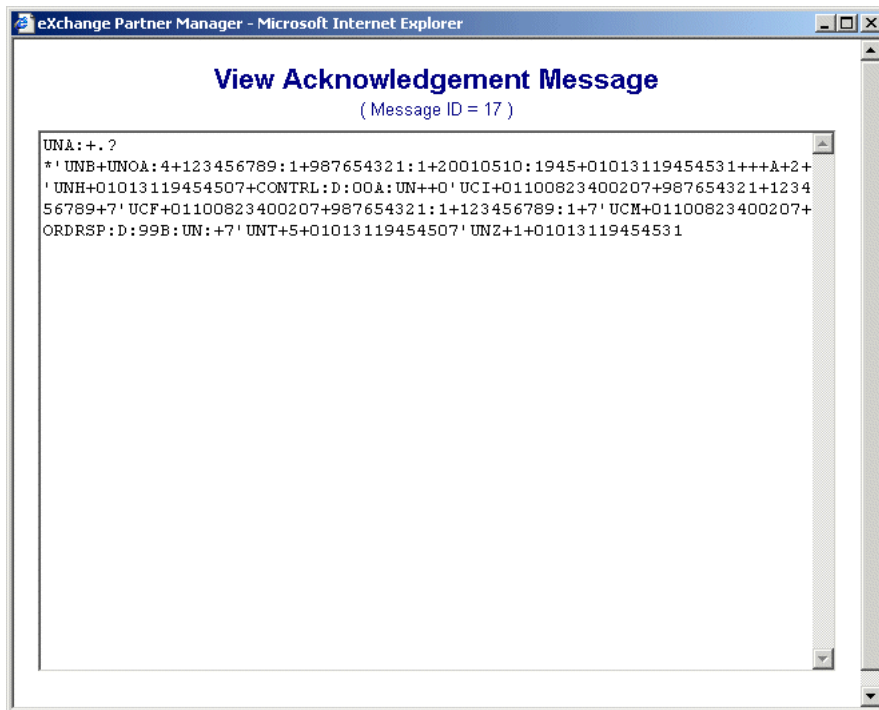 eXchange Partner Manager - Microsoft Internet Explorer
View Acknowledgement Message
( Message ID = 17 )
UNA:+.?
*'UNB+UNOA:4+123456789:1+987654321:1+20010510:1945+01013119454531+++A+2+
'UNH+01013119454507+CONTRL:D:00A:UN++0'UCI+01100823400207+987654321+1234
56789+7'UCF+01100823400207+987654321:1+123456789:1+7'UCM+01100823400207+
ORDRSP:D:99B:UN:+7'UNT+5+01013119454507'UNZ+1+01013119454531